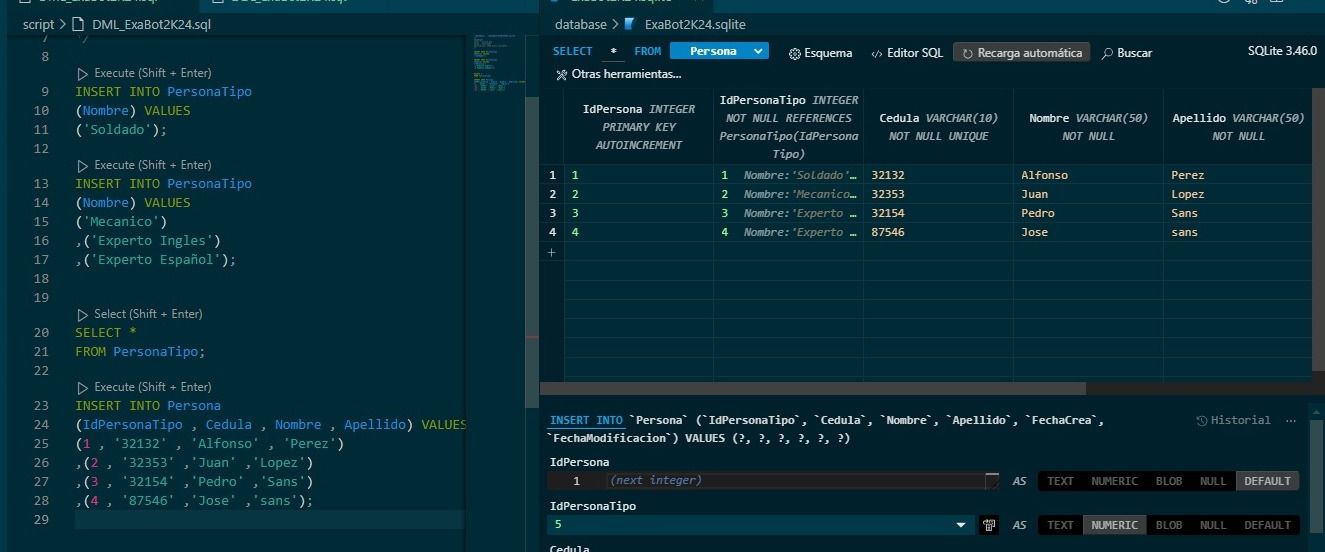 script > DML_ExaBot2K24.sql
7 */
8
Execute (Shift + Enter)
9 INSERT INTO PersonaTipo
10 (Nombre) VALUES
11 ('Soldado');
12
Execute (Shift + Enter)
13 INSERT INTO PersonaTipo
14 (Nombre) VALUES
15 ('Mecanico')
16 ,('Experto Ingles')
17 ,('Experto Español');
18
19
Select (Shift + Enter)
20 SELECT *
21 FROM PersonaTipo;
22
Execute (Shift + Enter)
23 INSERT INTO Persona
24 (IdPersonaTipo , Cedula , Nombre , Apellido) VALUES
25 (1 , '32132' , 'Alfonso' , 'Perez')
26 ,(2 , '32353' ,'Juan' ,'Lopez')
27 ,(3 , '32154' ,'Pedro' ,'Sans')
28 ,(4 , '87546' ,'Jose' ,'sans');
29
database > ExaBot2K24.sqlite
SELECT * FROM Persona Esquema </> Editor SQL Recarga automática Buscar SQLite 3.46.0
Otras herramientas...
IdPersona INTEGER
PRIMARY KEY
AUTOINCREMENT
IdPersonaTipo INTEGER
NOT NULL REFERENCES
PersonaTipo(IdPersona
Tipo)
Cedula VARCHAR(10)
NOT NULL UNIQUE
Nombre VARCHAR(50)
NOT NULL
Apellido VARCHAR(50)
NOT NULL
1 1 1 Nombre:'Soldado'… 32132 Alfonso Perez
2 2 2 Nombre:'Mecanico… 32353 Juan Lopez
3 3 3 Nombre:'Experto … 32154 Pedro Sans
4 4 4 Nombre:'Experto … 87546 Jose sans
+
INSERT INTO `Persona` (`IdPersonaTipo`, `Cedula`, `Nombre`, `Apellido`, `FechaCrea`, Historial ...
`FechaModificacion`) VALUES (?, ?, ?, ?, ?, ?)
IdPersona
1 (next integer) AS TEXT NUMERIC BLOB NULL DEFAULT
IdPersonaTipo
5 AS TEXT NUMERIC BLOB NULL DEFAULT
Cedula